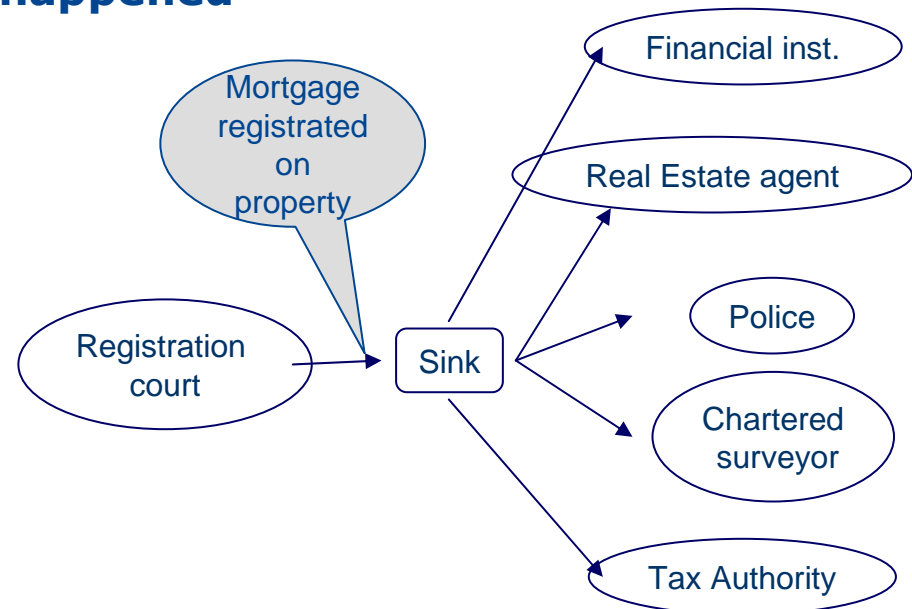 happened
Financial inst.
Mortgage
registrated
on
property
Real Estate agent
Police
Registration
court
Sink
Chartered
surveyor
Tax Authority